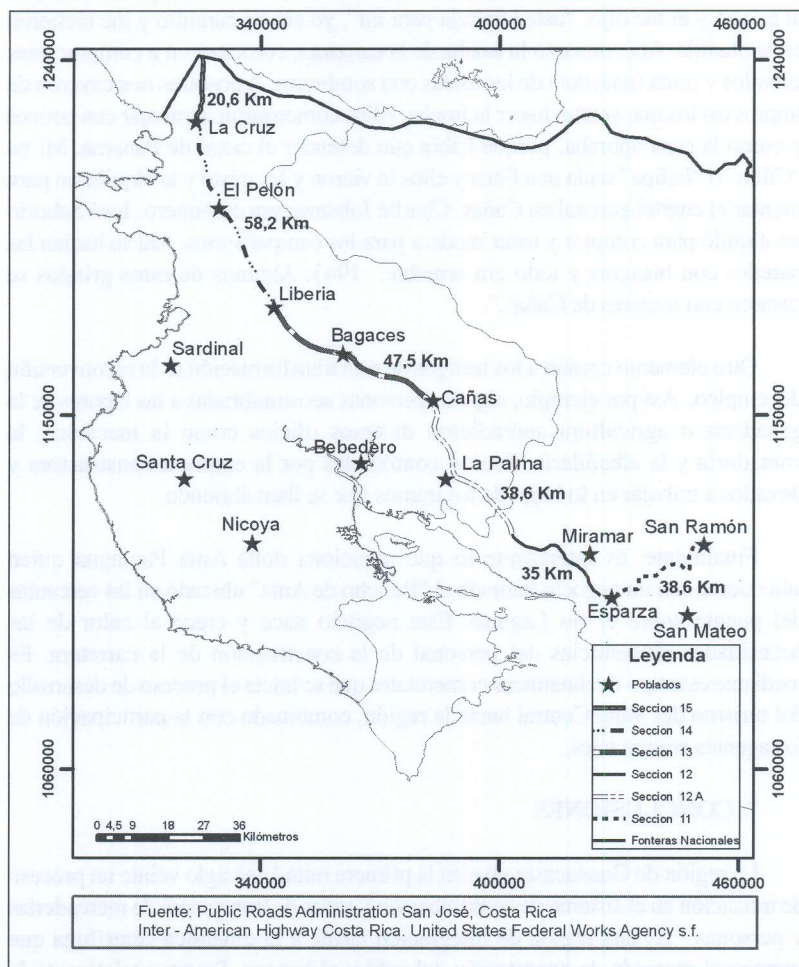 340000 400000 460000
1240000 1240000
20,6 Km
La Cruz
El Pelón
58,2 Km
Liberia
Bagaces
Sardinal
47,5 Km
Cañas
1150000 1150000
Bebedero
Santa Cruz
La Palma
38,6 Km
Nicoya
Miramar
San Ramón
35 Km
38,6 Km
Esparza
San Mateo
Leyenda
Poblados
Seccion 15
Seccion 14
Seccion 13
Seccion 12
Seccion 12 A
Seccion 11
Fonteras Nacionales
1060000 1060000
0 4,5 9 18 27 36
Kilómetros
340000 400000 460000
Fuente: Public Roads Administration San José, Costa Rica
Inter - American Highway Costa Rica. United States Federal Works Agency s.f.